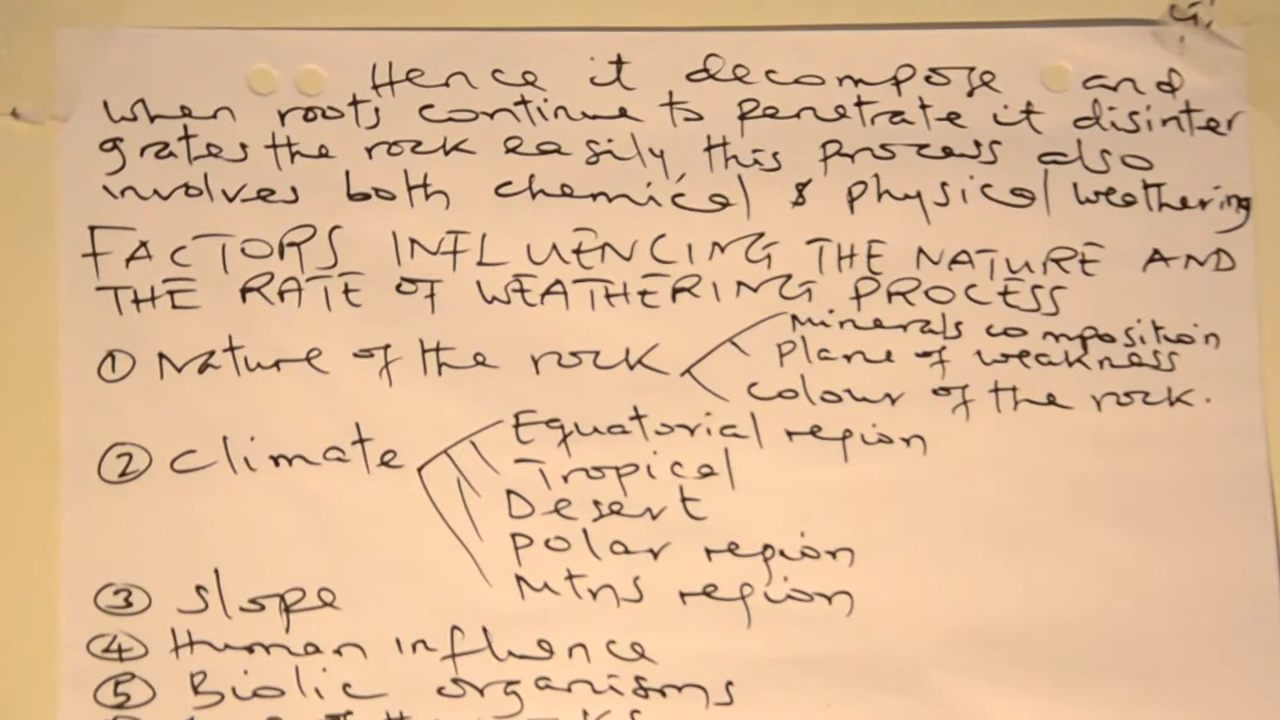 Hence it decompose and
when roots continue to penetrate it disinter
grates the rock easily, this process also
involves both chemical & physical weathering
FACTORS INFLUENCING THE NATURE AND
THE RATE OF WEATHERING PROCESS
① Nature of the rock
Minerals composition
Plane of weakness
colour of the rock.
② Climate
Equatorial region
Tropical
Desert
Polar region
Mtns region
③ Slope
④ Human influence
⑤ Biolic organisms